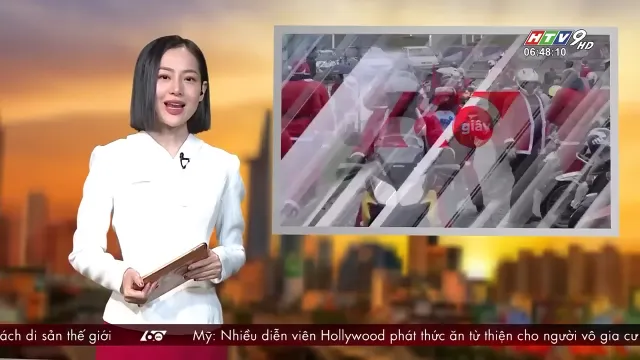 HTV9 HD
06:48:10
giây
ách di sản thế giới 60 Mỹ: Nhiều diễn viên Hollywood phát thức ăn từ thiện cho người vô gia cư